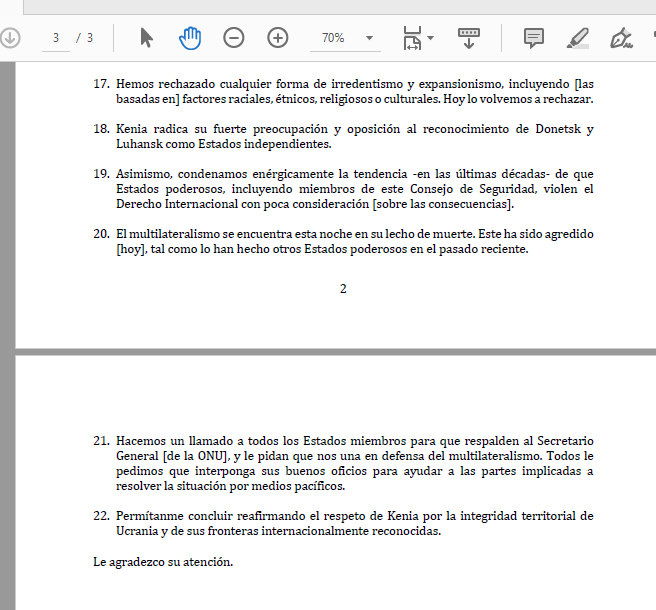 3 / 3
70%
17. Hemos rechazado cualquier forma de irredentismo y expansionismo, incluyendo [las
basadas en] factores raciales, étnicos, religiosos o culturales. Hoy lo volvemos a rechazar.
18. Kenia radica su fuerte preocupación y oposición al reconocimiento de Donetsk y
Luhansk como Estados independientes.
19. Asimismo, condenamos enérgicamente la tendencia -en las últimas décadas- de que
Estados poderosos, incluyendo miembros de este Consejo de Seguridad, violen el
Derecho Internacional con poca consideración [sobre las consecuencias].
20. El multilateralismo se encuentra esta noche en su lecho de muerte. Este ha sido agredido
[hoy], tal como lo han hecho otros Estados poderosos en el pasado reciente.
2
21. Hacemos un llamado a todos los Estados miembros para que respalden al Secretario
General [de la ONU], y le pidan que nos una en defensa del multilateralismo. Todos le
pedimos que interponga sus buenos oficios para ayudar a las partes implicadas a
resolver la situación por medios pacíficos.
22. Permítanme concluir reafirmando el respeto de Kenia por la integridad territorial de
Ucrania y de sus fronteras internacionalmente reconocidas.
Le agradezco su atención.